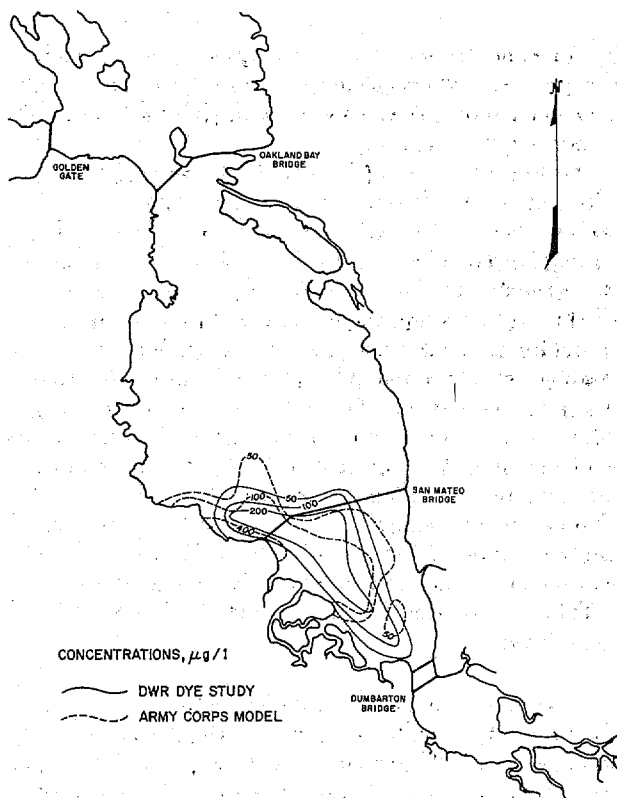 N
OAKLAND BAY
BRIDGE
GOLDEN
GATE
50
100
50
100
200
SAN MATEO
BRIDGE
50
CONCENTRATIONS, μg/l
DWR DYE STUDY
ARMY CORPS MODEL
DUMBARTON
BRIDGE